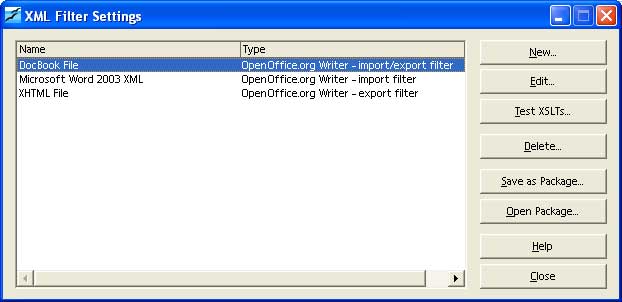 XML Filter Settings
Name Type
DocBook File OpenOffice.org Writer - import/export filter
Microsoft Word 2003 XML OpenOffice.org Writer - import filter
XHTML File OpenOffice.org Writer - export filter
New...
Edit...
Test XSLTs...
Delete...
Save as Package...
Open Package...
Help
Close